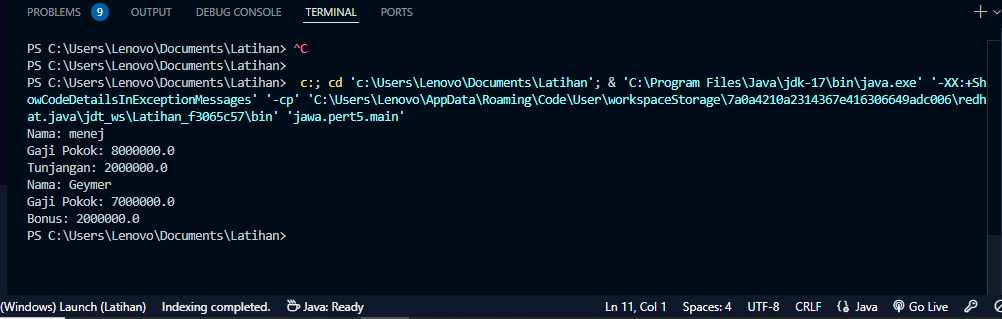 PROBLEMS 9 OUTPUT DEBUG CONSOLE TERMINAL PORTS
PS C:\Users\Lenovo\Documents\Latihan> ^C
PS C:\Users\Lenovo\Documents\Latihan>
PS C:\Users\Lenovo\Documents\Latihan>  c:; cd 'c:\Users\Lenovo\Documents\Latihan'; & 'C:\Program Files\Java\jdk-17\bin\java.exe' '-XX:+Sh
owCodeDetailsInExceptionMessages' '-cp' 'C:\Users\Lenovo\AppData\Roaming\Code\User\workspaceStorage\7a0a4210a2314367e416306649adc006\redh
at.java\jdt_ws\Latihan_f3065c57\bin' 'jawa.pert5.main'
Nama: menej
Gaji Pokok: 8000000.0
Tunjangan: 2000000.0
Nama: Geymer
Gaji Pokok: 7000000.0
Bonus: 2000000.0
PS C:\Users\Lenovo\Documents\Latihan>
(Windows) Launch (Latihan) Indexing completed. Java: Ready Ln 11, Col 1 Spaces: 4 UTF-8 CRLF Java Go Live